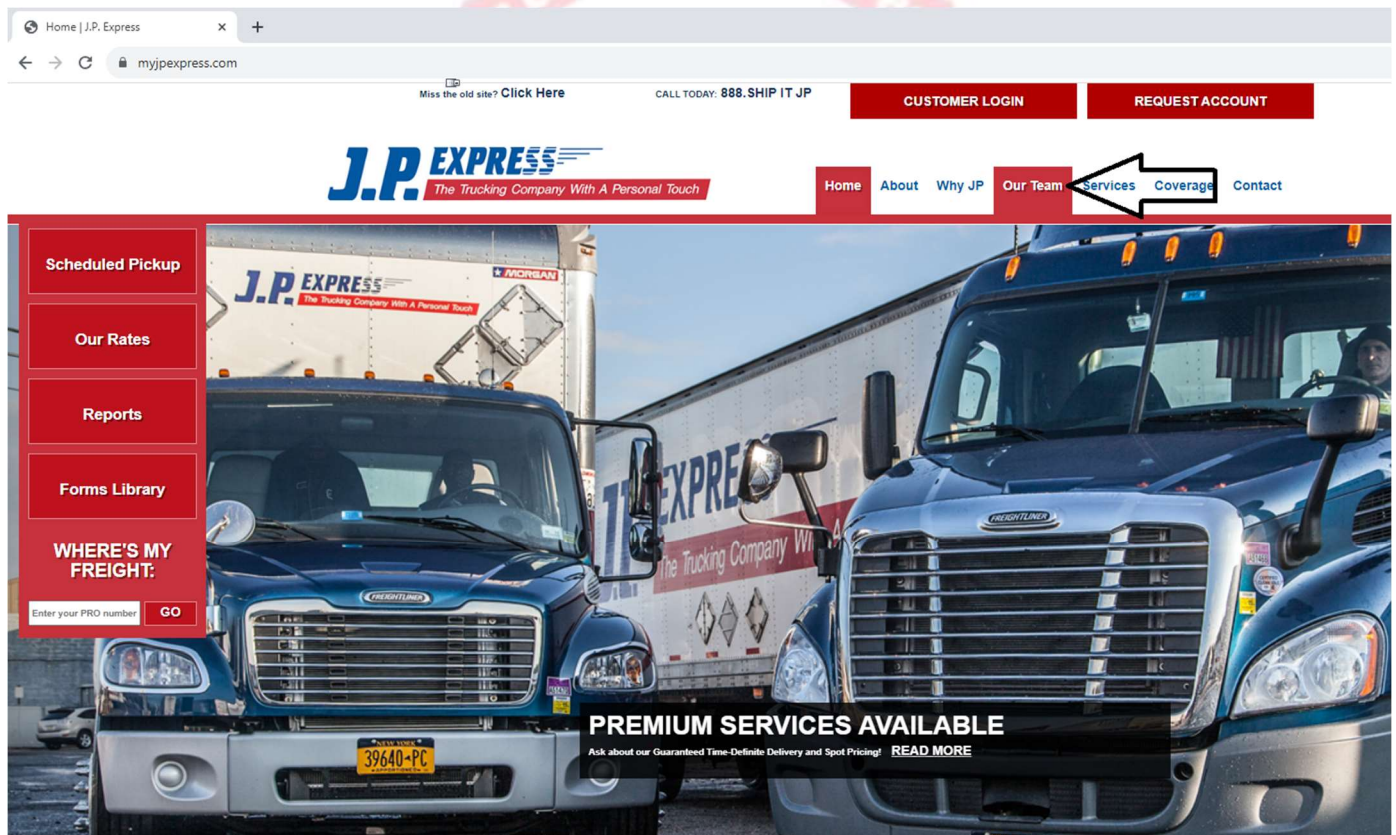 Home | J.P. Express
myjpexpress.com
Miss the old site? Click Here
CALL TODAY: 888.SHIP IT JP
CUSTOMER LOGIN
REQUEST ACCOUNT
J.P. EXPRESS
The Trucking Company With A Personal Touch
Home About Why JP Our Team Services Coverage Contact
Scheduled Pickup
Our Rates
Reports
Forms Library
WHERE'S MY
FREIGHT:
Enter your PRO number GO
MORGAN
J.P. EXPRESS
The Trucking Company With A Personal Touch
EXPRE
The Trucking Company Wi
FREIGHTLINER
FREIGHTLINER
NEW YORK
39640-PC
APPORTIONED
PREMIUM SERVICES AVAILABLE
Ask about our Guaranteed Time-Definite Delivery and Spot Pricing! READ MORE